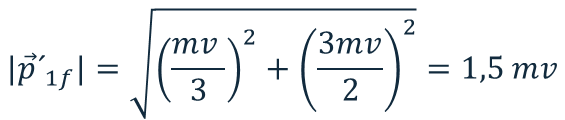 |p⃗´₁f| = √((mv/3)² + (3mv/2)²) = 1,5 mv